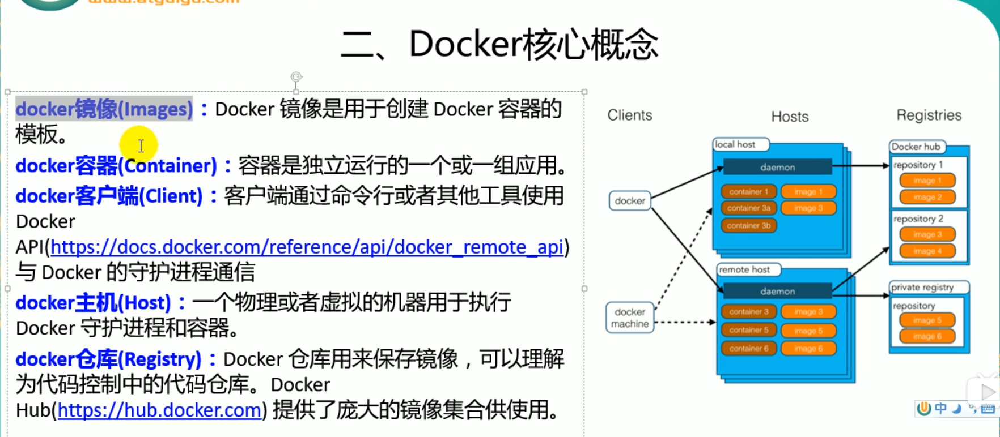 www.atguigu.com
二、Docker核心概念
docker镜像(Images)：Docker 镜像是用于创建 Docker 容器的
模板。
docker容器(Container)：容器是独立运行的一个或一组应用。
docker客户端(Client)：客户端通过命令行或者其他工具使用
Docker
API(https://docs.docker.com/reference/api/docker_remote_api)
与 Docker 的守护进程通信
docker主机(Host)：一个物理或者虚拟的机器用于执行
Docker 守护进程和容器。
docker仓库(Registry)：Docker 仓库用来保存镜像，可以理解
为代码控制中的代码仓库。Docker
Hub(https://hub.docker.com) 提供了庞大的镜像集合供使用。
Clients
Hosts
Registries
docker
docker
machine
local host
daemon
container 1
image 1
container 3a
image 3
container 3b
remote host
daemon
container 3
image 3
container 5
image 5
container 6
image 6
Docker hub
repository 1
image 1
image 2
repository 2
image 3
image 4
private registry
repository
image 5
image 6
中